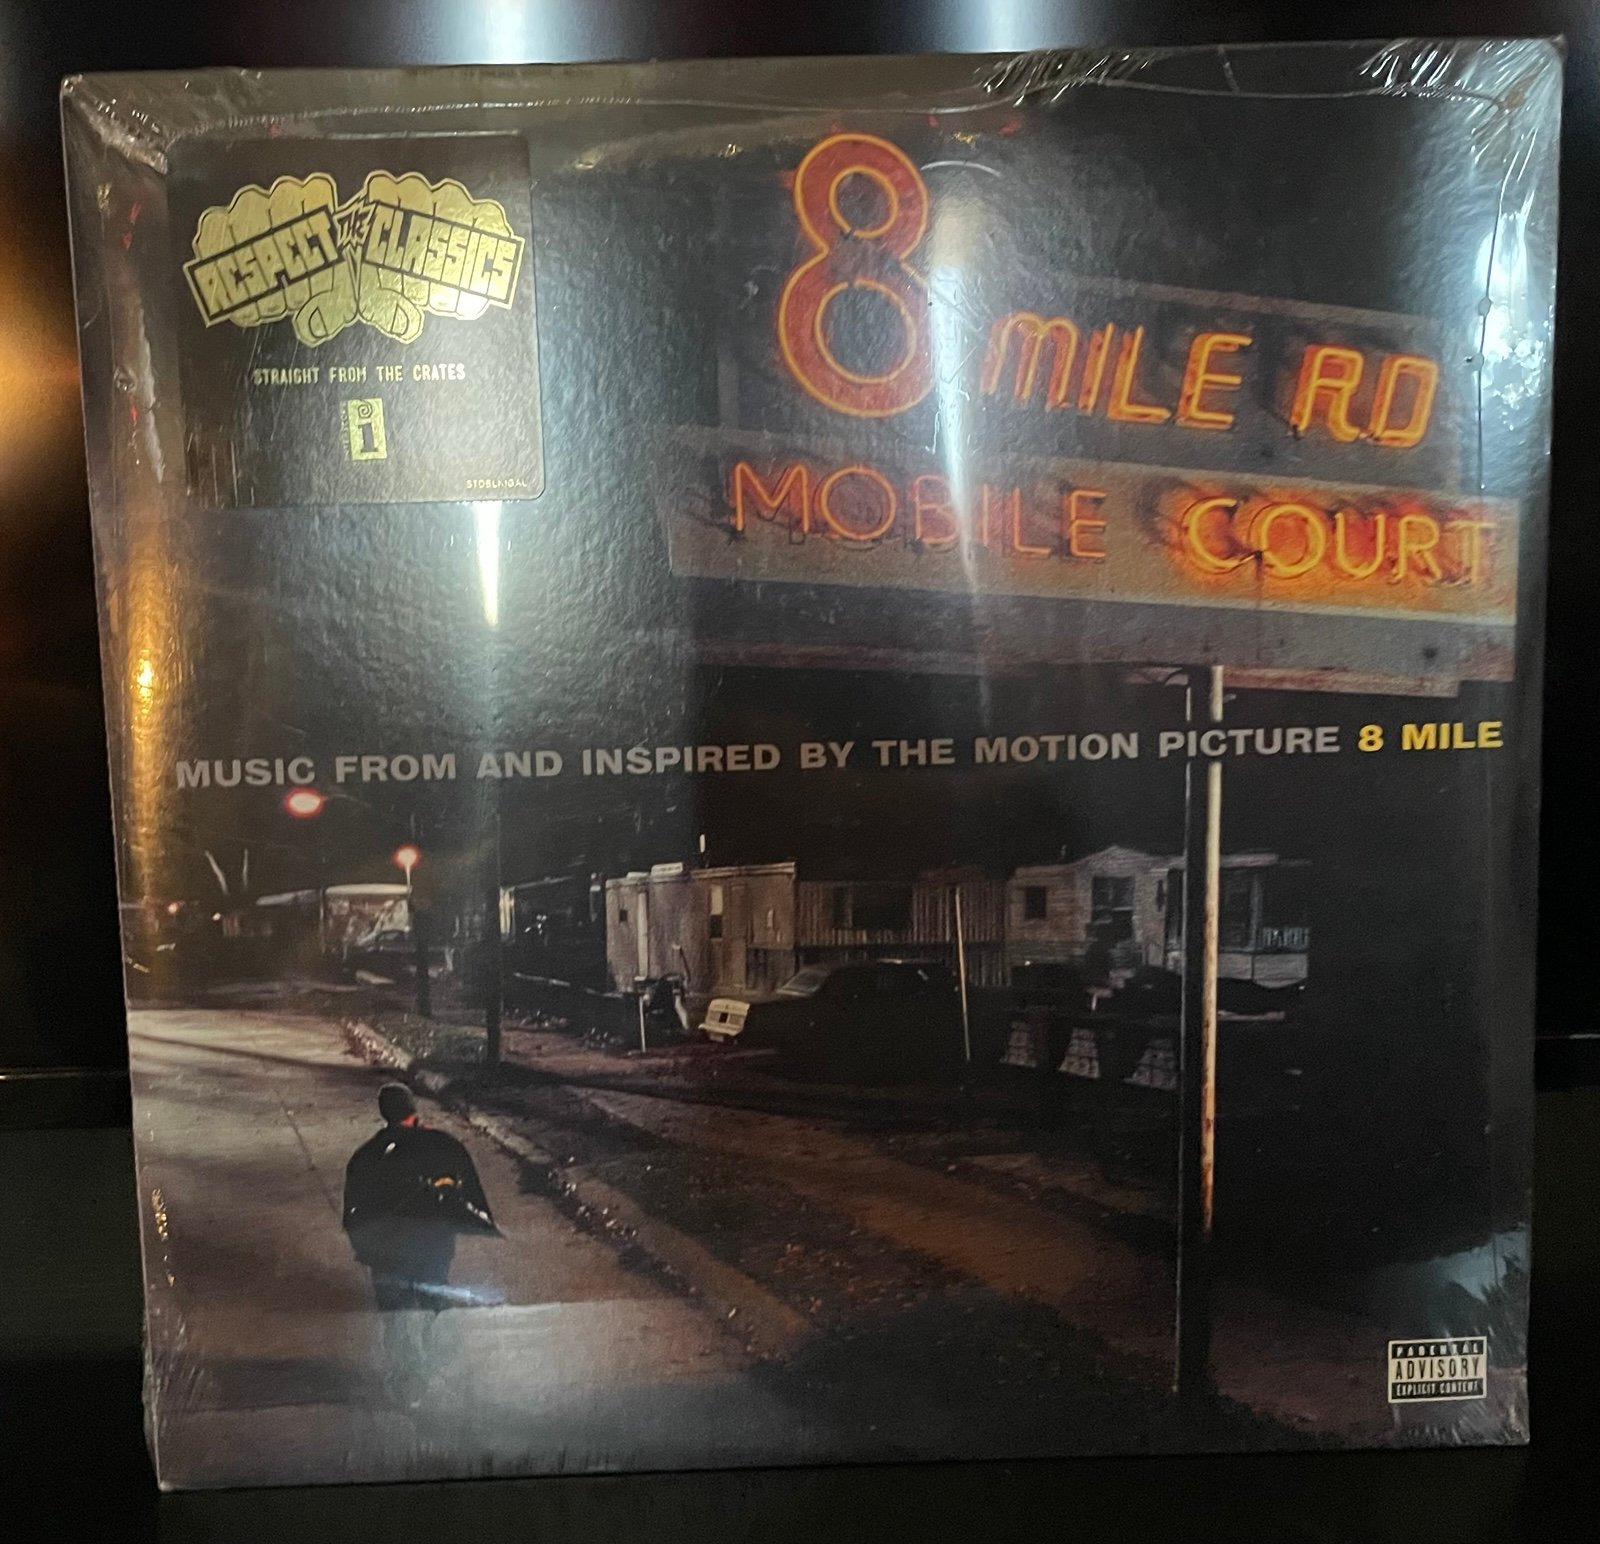 RESPECT THE CLASSICS
STRAIGHT FROM THE CRATES
i
8 MILE RD
MOBILE COURT
MUSIC FROM AND INSPIRED BY THE MOTION PICTURE 8 MILE
PARENTAL
ADVISORY
EXPLICIT CONTENT